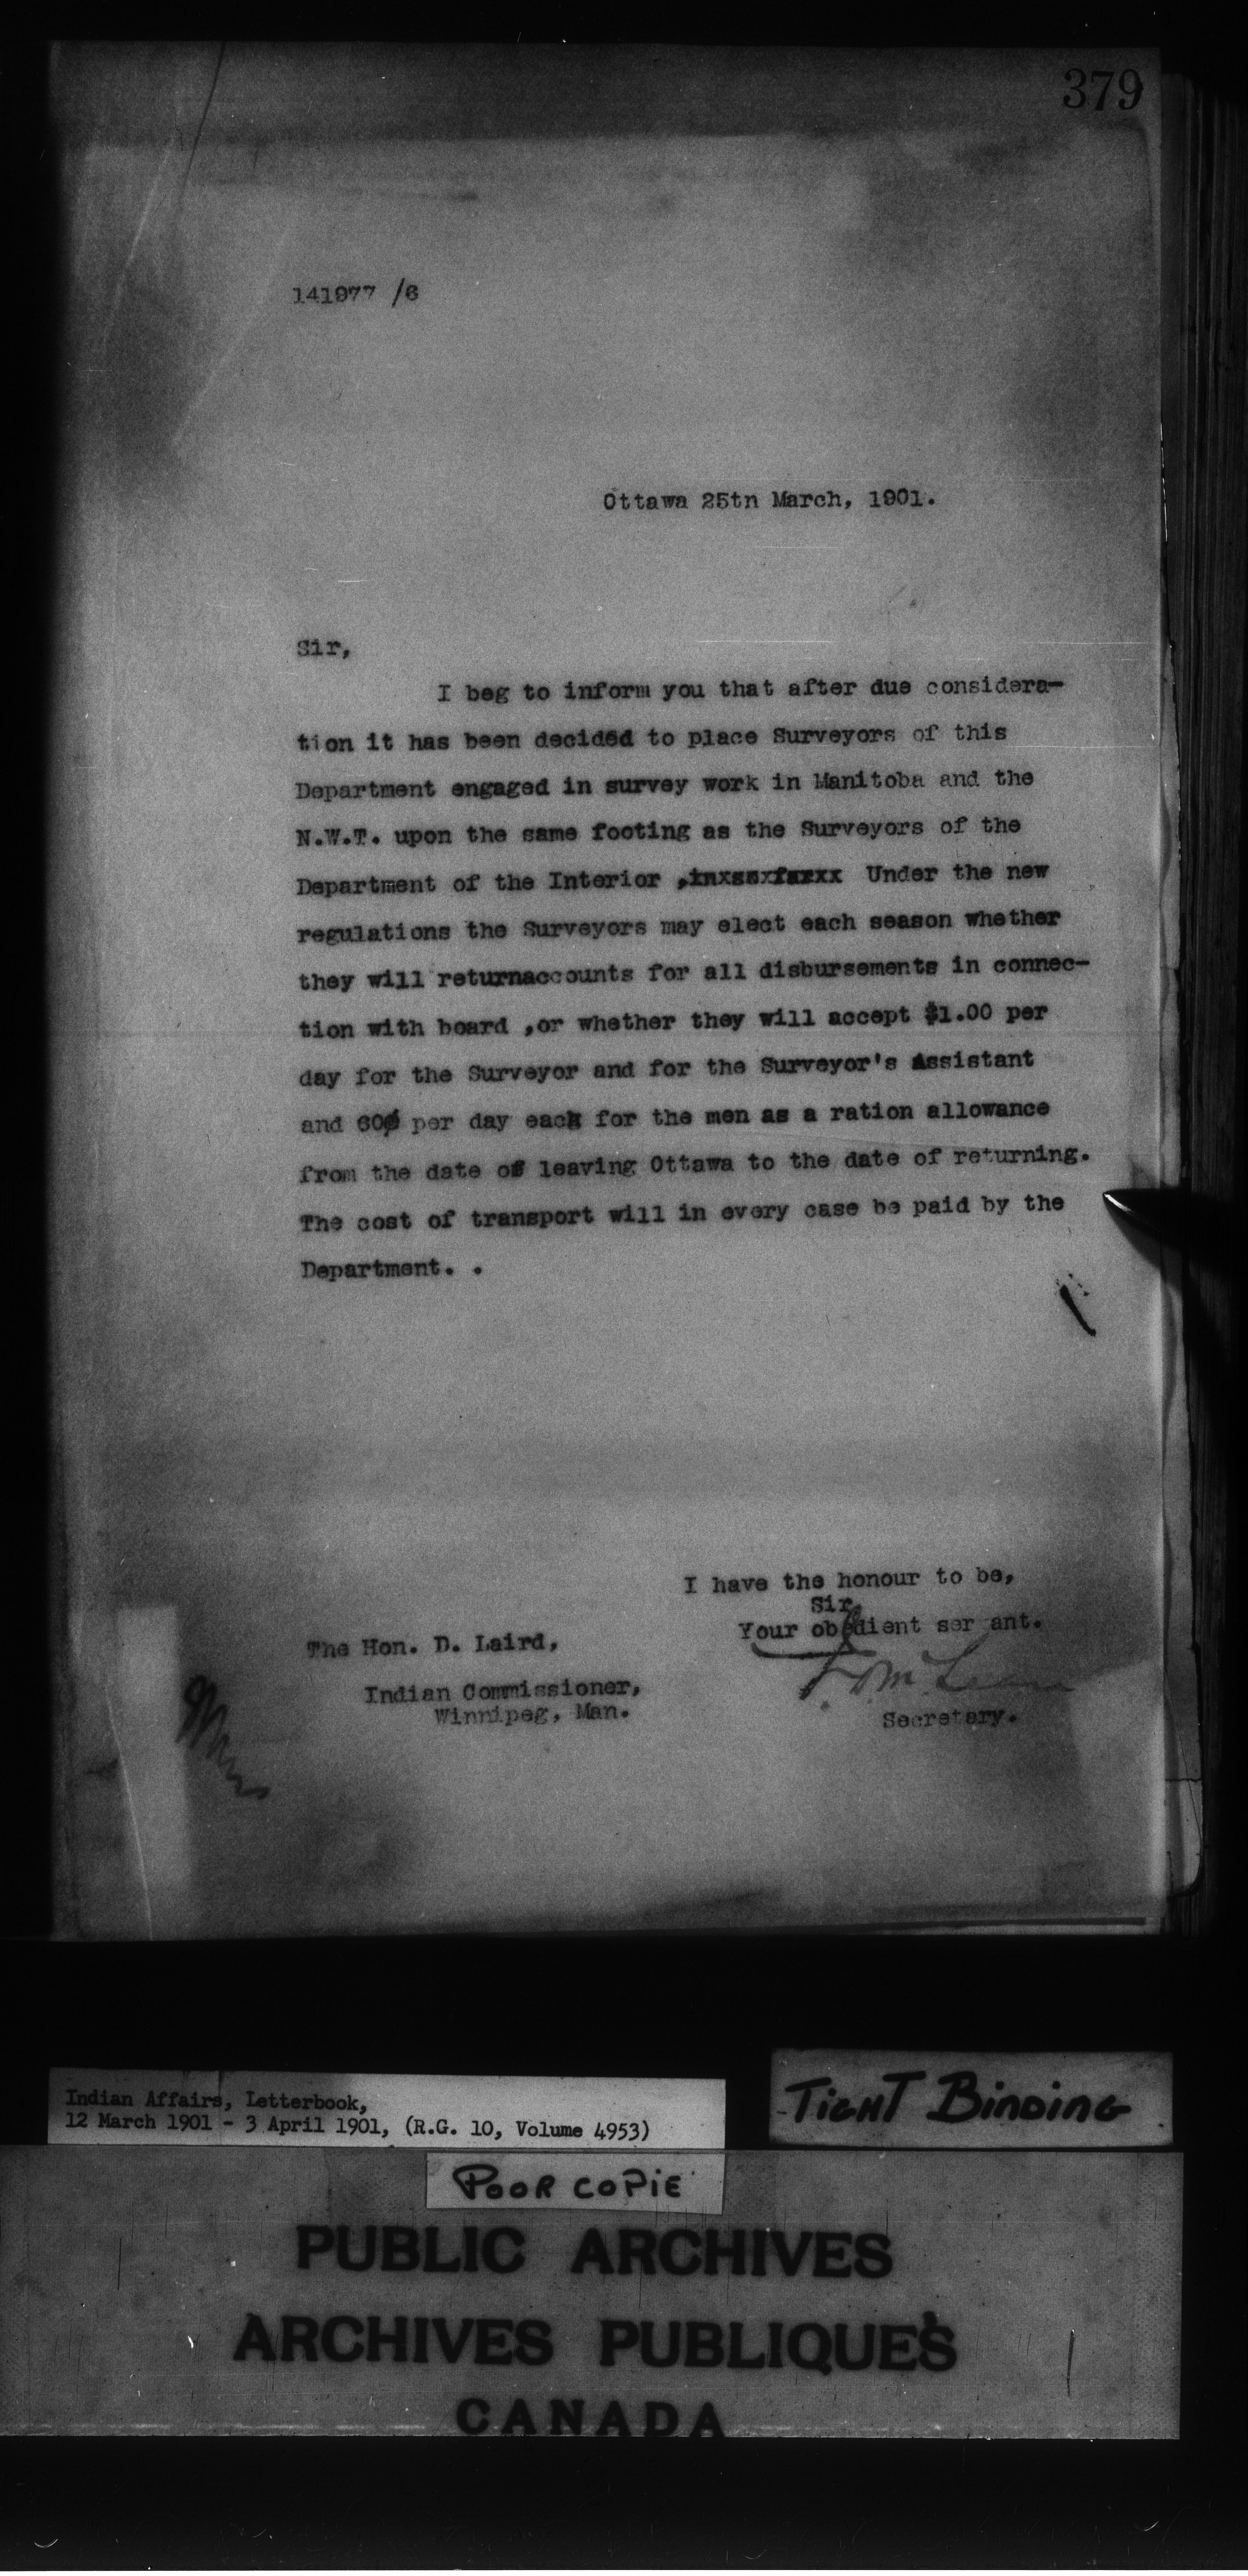 379
141977 /6
Ottawa 25tn March, 1901.
Sir,
I beg to inform you that after due considera-
tion it has been decided to place Surveyors of this
Department engaged in survey work in Manitoba and the
N.W.T. upon the same footing as the Surveyors of the
Department of the Interior , Under the new
regulations the Surveyors may elect each season whether
they will returnaccounts for all disbursements in connec-
tion with board ,or whether they will accept $1.00 per
day for the Surveyor and for the Surveyor's Assistant
and 60¢ per day each for the men as a ration allowance
from the date of leaving Ottawa to the date of returning.
The cost of transport will in every case be paid by the
Department. .
I have the honour to be,
Sir,
Your obedient ser ant.
The Hon. D. Laird,
Indian Commissioner,
Winnipeg, Man.
McLean
Secretary.
Indian Affairs, Letterbook,
12 March 1901 - 3 April 1901, (R.G. 10, Volume 4953)
TIGHT BINDING
POOR COPIE
PUBLIC ARCHIVES
ARCHIVES PUBLIQUES
CANADA